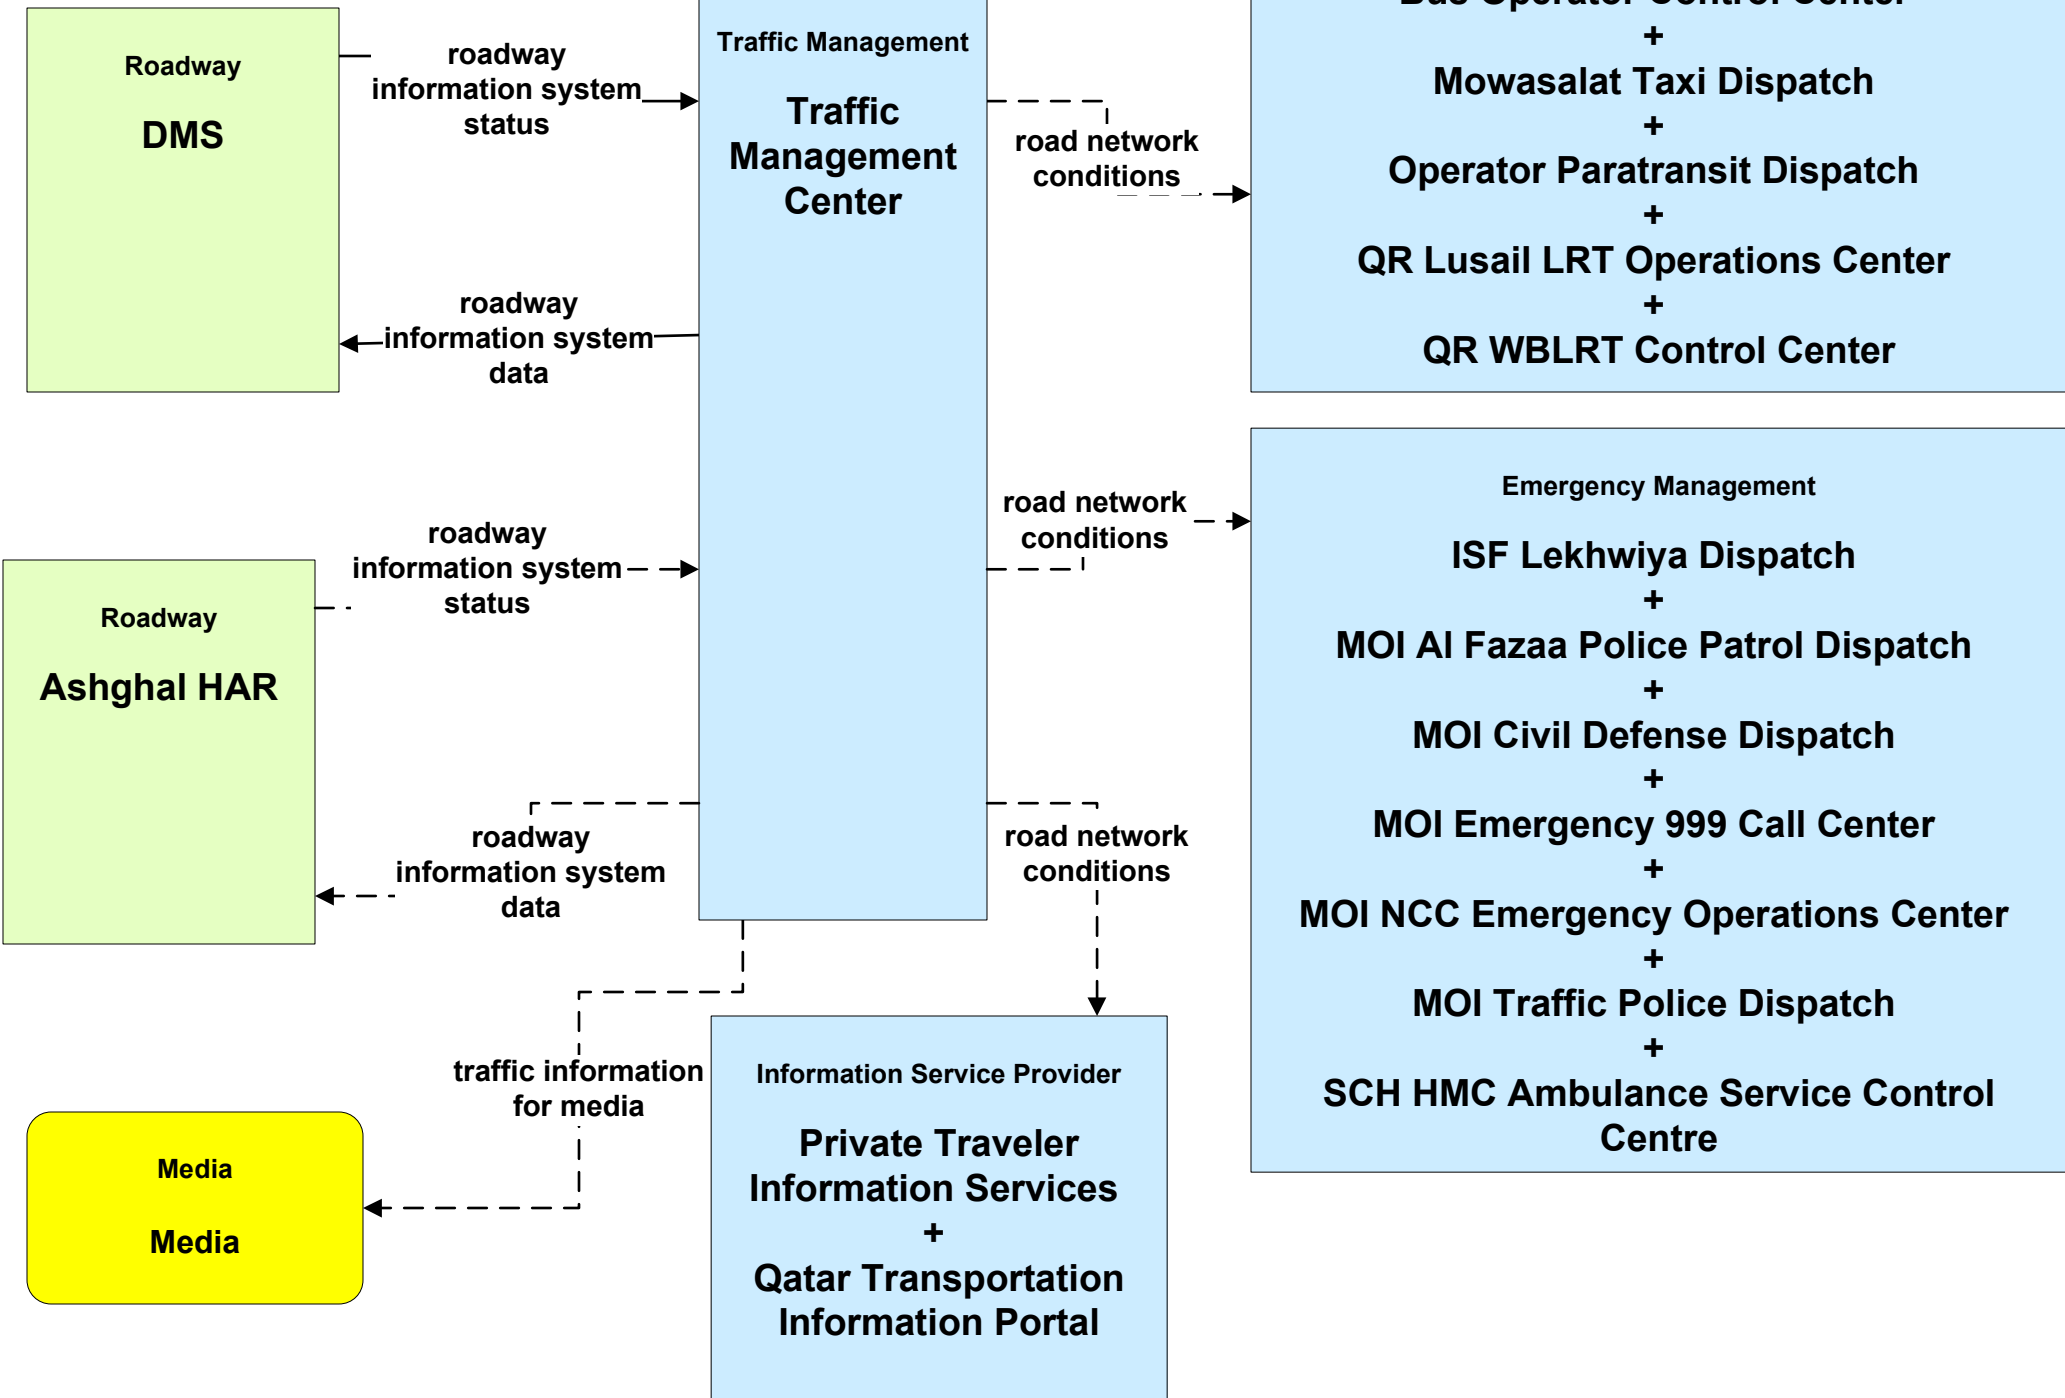 Roadway
DMS
roadway
information system
status
roadway
information system
data
Traffic Management
Traffic
Management
Center
road network
conditions
Bus Operator Control Center
+
Mowasalat Taxi Dispatch
+
Operator Paratransit Dispatch
+
QR Lusail LRT Operations Center
+
QR WBLRT Control Center
Roadway
Ashghal HAR
roadway
information system
status
roadway
information system
data
road network
conditions
Emergency Management
ISF Lekhwiya Dispatch
+
MOI Al Fazaa Police Patrol Dispatch
+
MOI Civil Defense Dispatch
+
MOI Emergency 999 Call Center
+
MOI NCC Emergency Operations Center
+
MOI Traffic Police Dispatch
+
SCH HMC Ambulance Service Control
Centre
road network
conditions
traffic information
for media
Media
Media
Information Service Provider
Private Traveler
Information Services
+
Qatar Transportation
Information Portal